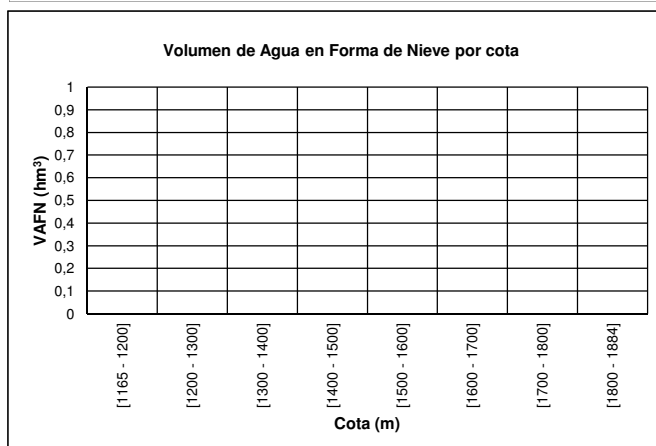 Volumen de Agua en Forma de Nieve por cota
VAFN (hm³)
1
0,9
0,8
0,7
0,6
0,5
0,4
0,3
0,2
0,1
0
[1165 - 1200]
[1200 - 1300]
[1300 - 1400]
[1400 - 1500]
[1500 - 1600]
[1600 - 1700]
[1700 - 1800]
[1800 - 1884]
Cota (m)